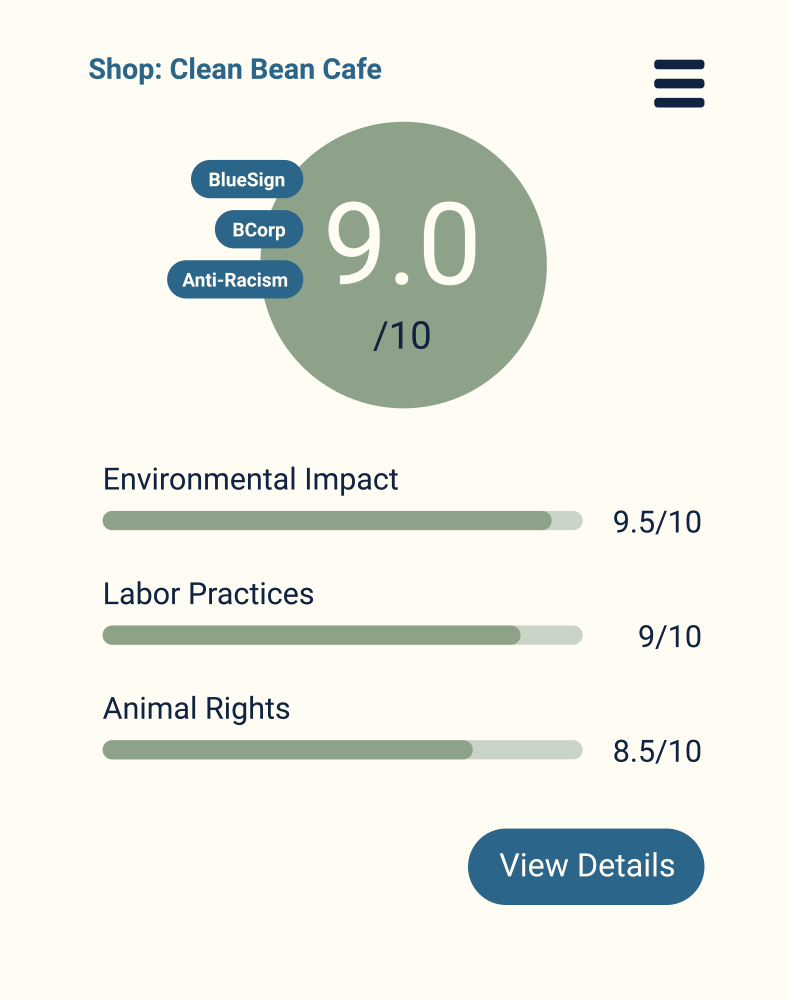 Shop: Clean Bean Cafe
BlueSign
BCorp
Anti-Racism
9.0
/10
Environmental Impact
9.5/10
Labor Practices
9/10
Animal Rights
8.5/10
View Details